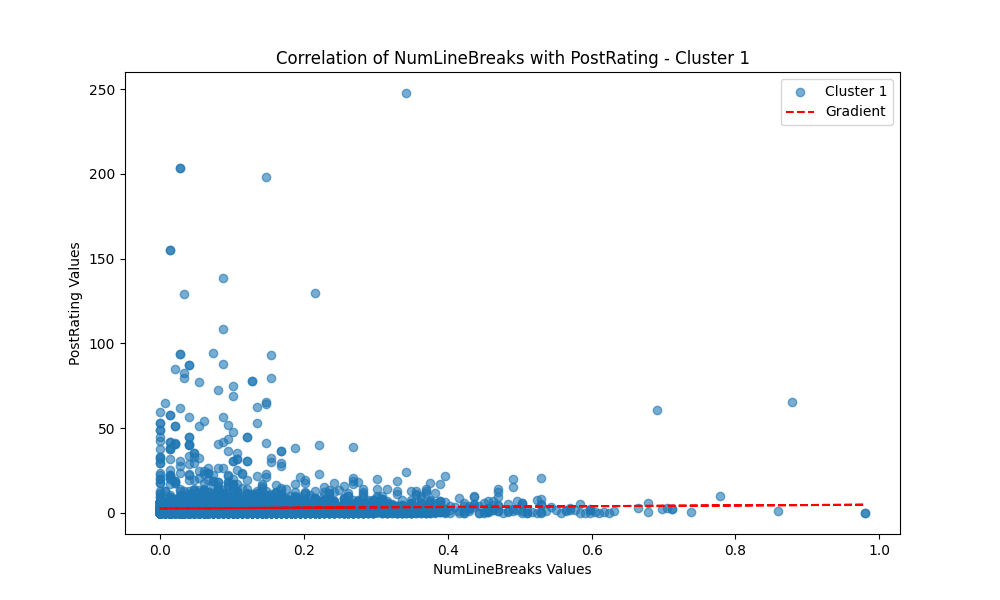 Correlation of NumLineBreaks with PostRating - Cluster 1
Cluster 1
Gradient
PostRating Values
250
200
150
100
50
0
0.0
0.2
0.4
0.6
0.8
1.0
NumLineBreaks Values